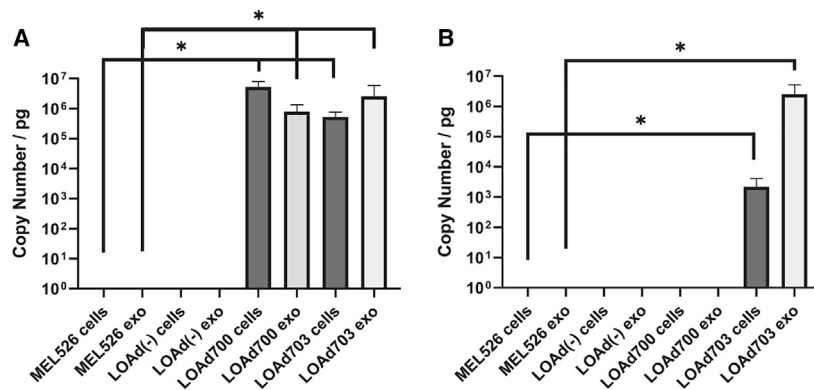 A
*
*
Copy Number / pg
10⁷
10⁶
10⁵
10⁴
10³
10²
10¹
10⁰
MEL526 cells
MEL526 exo
LOAd(-) cells
LOAd(-) exo
LOAd700 cells
LOAd700 exo
LOAd703 cells
LOAd703 exo
B
*
*
Copy Number / pg
10⁷
10⁶
10⁵
10⁴
10³
10²
10¹
10⁰
MEL526 cells
MEL526 exo
LOAd(-) cells
LOAd(-) exo
LOAd700 cells
LOAd700 exo
LOAd703 cells
LOAd703 exo